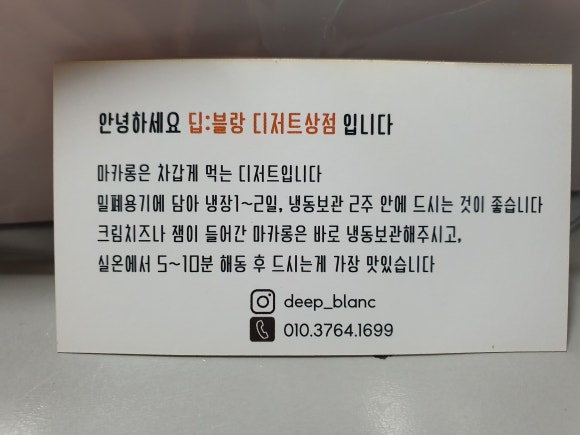 안녕하세요 딥:블랑 디저트상점 입니다
마카롱은 차갑게 먹는 디저트입니다
밀폐용기에 담아 냉장1~2일, 냉동보관 2주 안에 드시는 것이 좋습니다
크림치즈나 잼이 들어간 마카롱은 바로 냉동보관해주시고,
실온에서 5~10분 해동 후 드시는게 가장 맛있습니다
deep_blanc
010.3764.1699